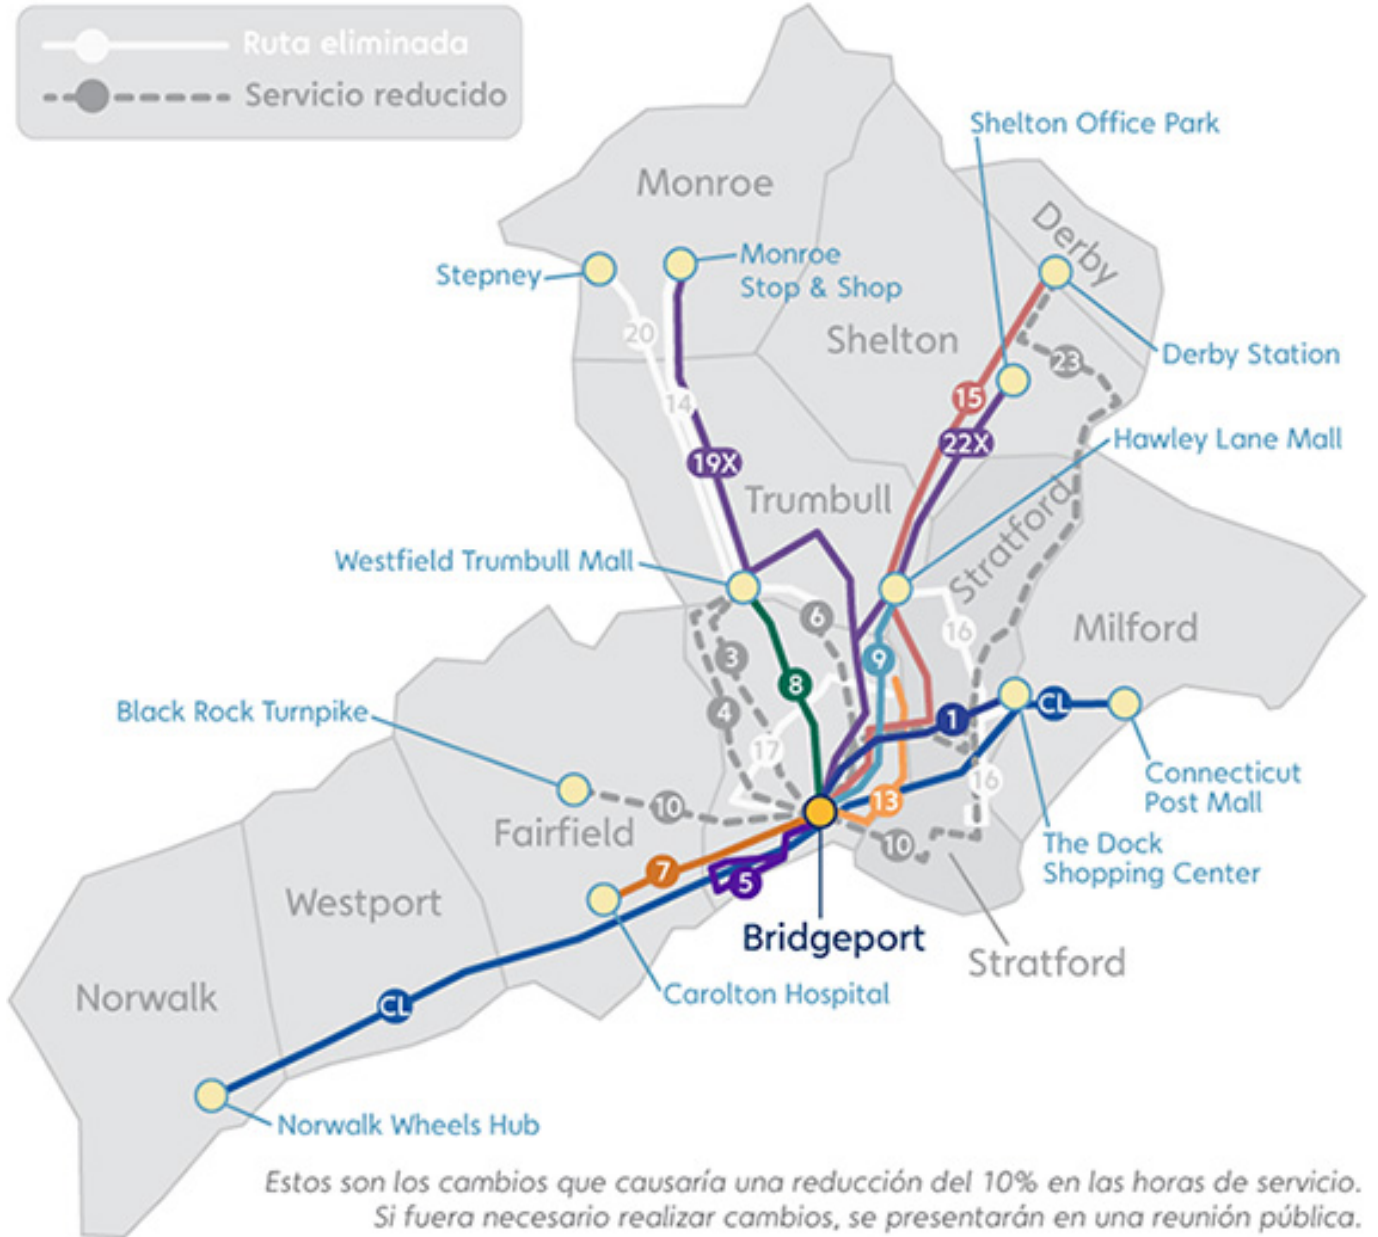 Ruta eliminada
Servicio reducido
Shelton Office Park
Monroe
Derby
Stepney
Monroe
Stop & Shop
20
Shelton
Derby Station
23
15
14
22X
Hawley Lane Mall
19X
Trumbull
Stratford
Westfield Trumbull Mall
6
16
Milford
3
9
8
4
Black Rock Turnpike
1
CL
17
16
Connecticut
Post Mall
10
13
Fairfield
10
The Dock
Shopping Center
7
5
Westport
Bridgeport
Stratford
Norwalk
CL
Carolton Hospital
Norwalk Wheels Hub
Estos son los cambios que causaría una reducción del 10% en las horas de servicio.
Si fuera necesario realizar cambios, se presentarán en una reunión pública.